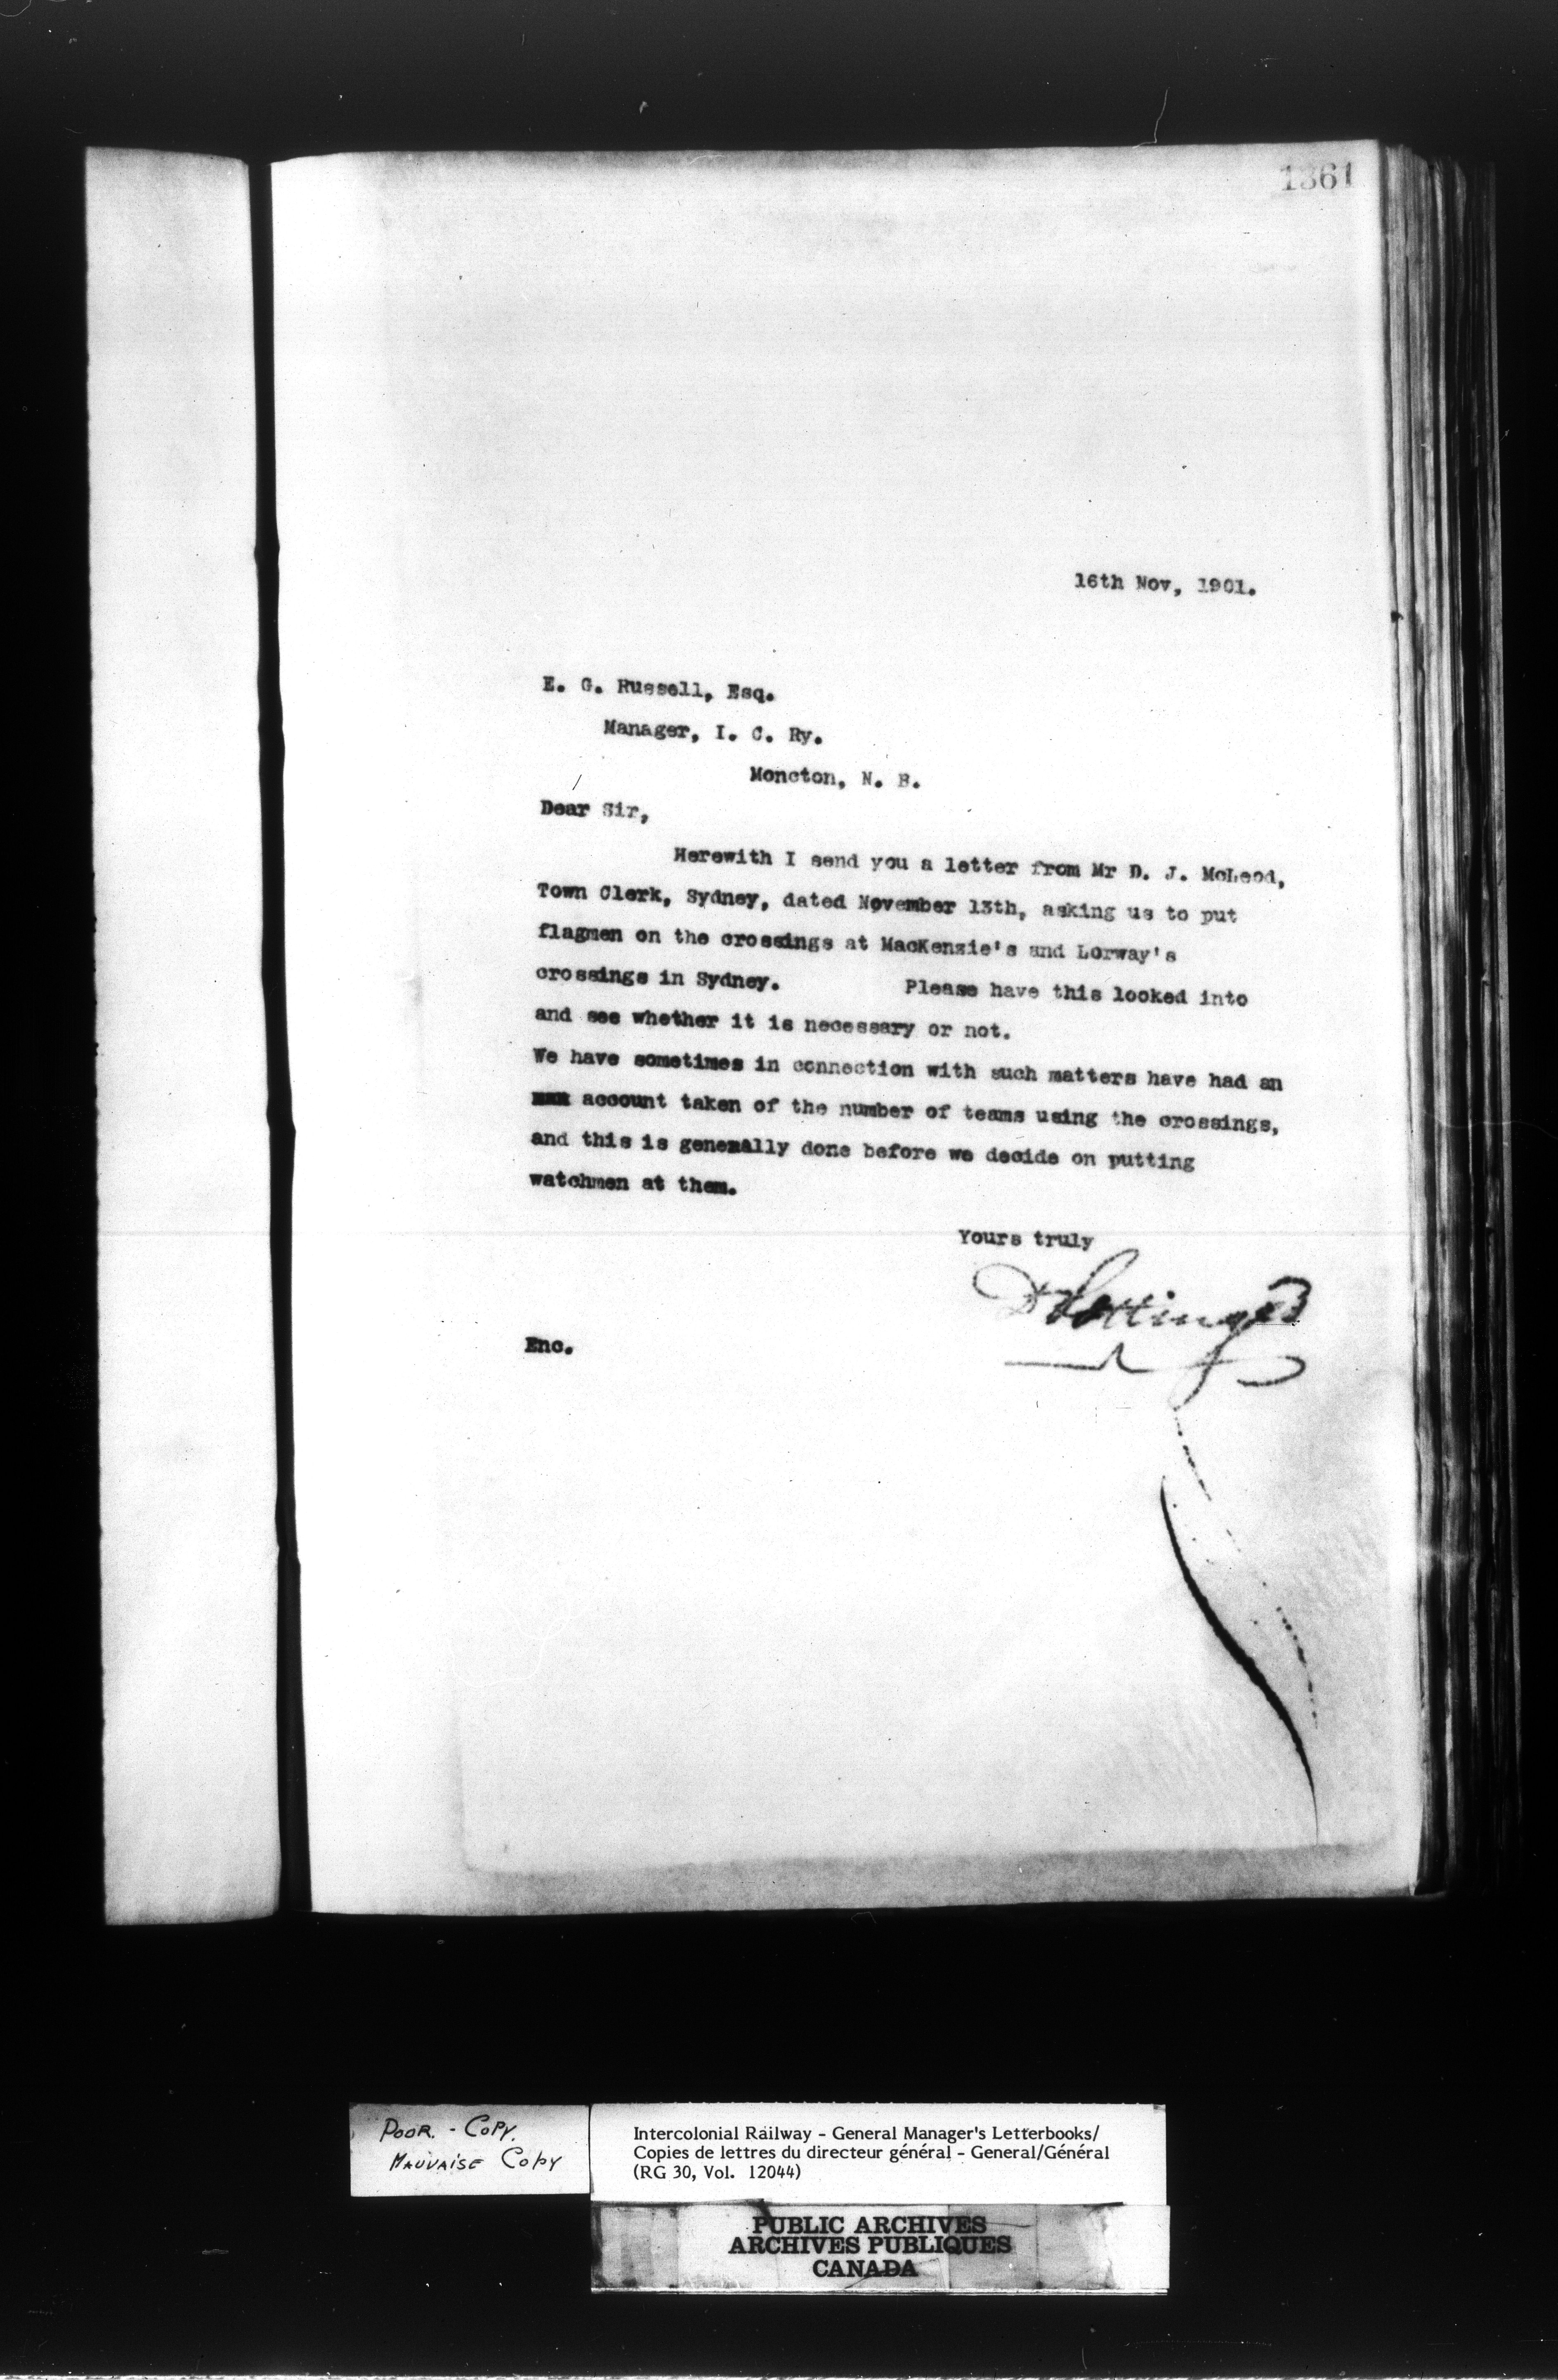 1361
16th Nov, 1901.
E. G. Russell, Esq.
Manager, I. C. Ry.
Moncton, N. B.
Dear Sir,
Herewith I send you a letter from Mr D. J. McLeod,
Town Clerk, Sydney, dated November 13th, asking us to put
flagmen on the crossings at MacKenzie's and Lorway's
crossings in Sydney. Please have this looked into
and see whether it is necessary or not.
We have sometimes in connection with such matters have had an
account taken of the number of teams using the crossings,
and this is generally done before we decide on putting
watchmen at them.
Yours truly
D Pottinger
Enc.
POOR. - COPY.
MAUVAISE COPY
Intercolonial Railway - General Manager's Letterbooks/
Copies de lettres du directeur général - General/Général
(RG 30, Vol. 12044)
PUBLIC ARCHIVES
ARCHIVES PUBLIQUES
CANADA